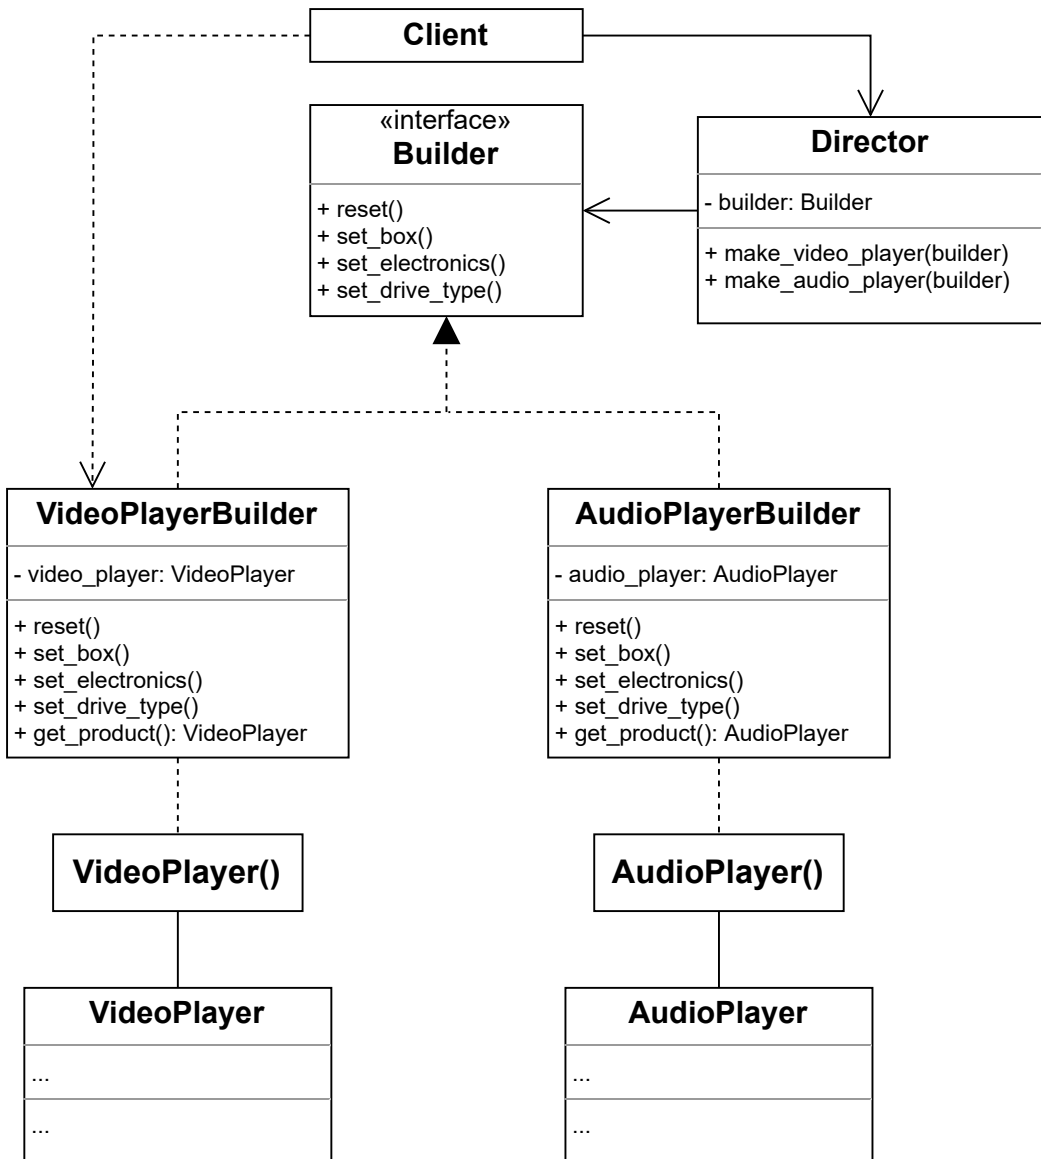 Client
«interface»
Builder
+ reset()
+ set_box()
+ set_electronics()
+ set_drive_type()
Director
- builder: Builder
+ make_video_player(builder)
+ make_audio_player(builder)
VideoPlayerBuilder
- video_player: VideoPlayer
+ reset()
+ set_box()
+ set_electronics()
+ set_drive_type()
+ get_product(): VideoPlayer
AudioPlayerBuilder
- audio_player: AudioPlayer
+ reset()
+ set_box()
+ set_electronics()
+ set_drive_type()
+ get_product(): AudioPlayer
VideoPlayer()
AudioPlayer()
VideoPlayer
...
...
AudioPlayer
...
...